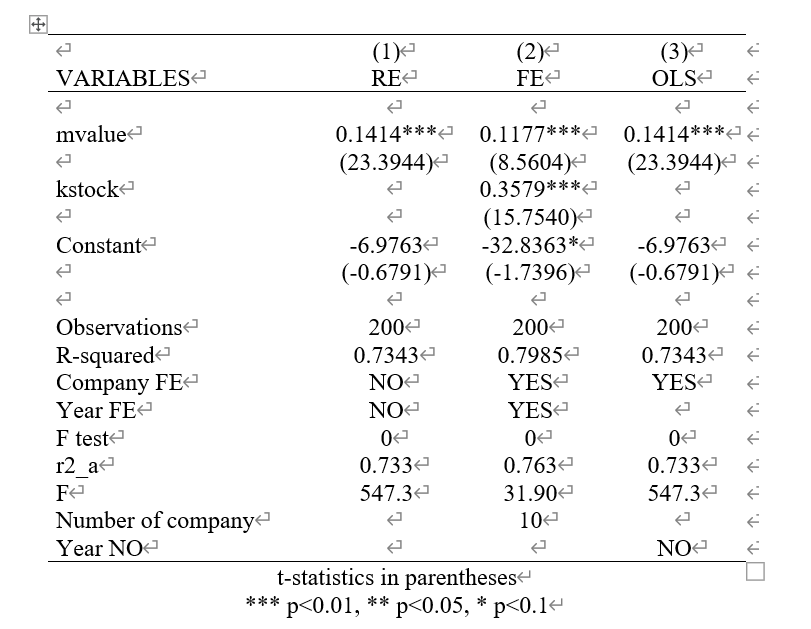 (1) (2) (3)
VARIABLES RE FE OLS
mvalue 0.1414*** 0.1177*** 0.1414***
(23.3944) (8.5604) (23.3944)
kstock 0.3579***
(15.7540)
Constant -6.9763 -32.8363* -6.9763
(-0.6791) (-1.7396) (-0.6791)
Observations 200 200 200
R-squared 0.7343 0.7985 0.7343
Company FE NO YES YES
Year FE NO YES
F test 0 0 0
r2_a 0.733 0.763 0.733
F 547.3 31.90 547.3
Number of company 10
Year NO NO
t-statistics in parentheses
*** p<0.01, ** p<0.05, * p<0.1